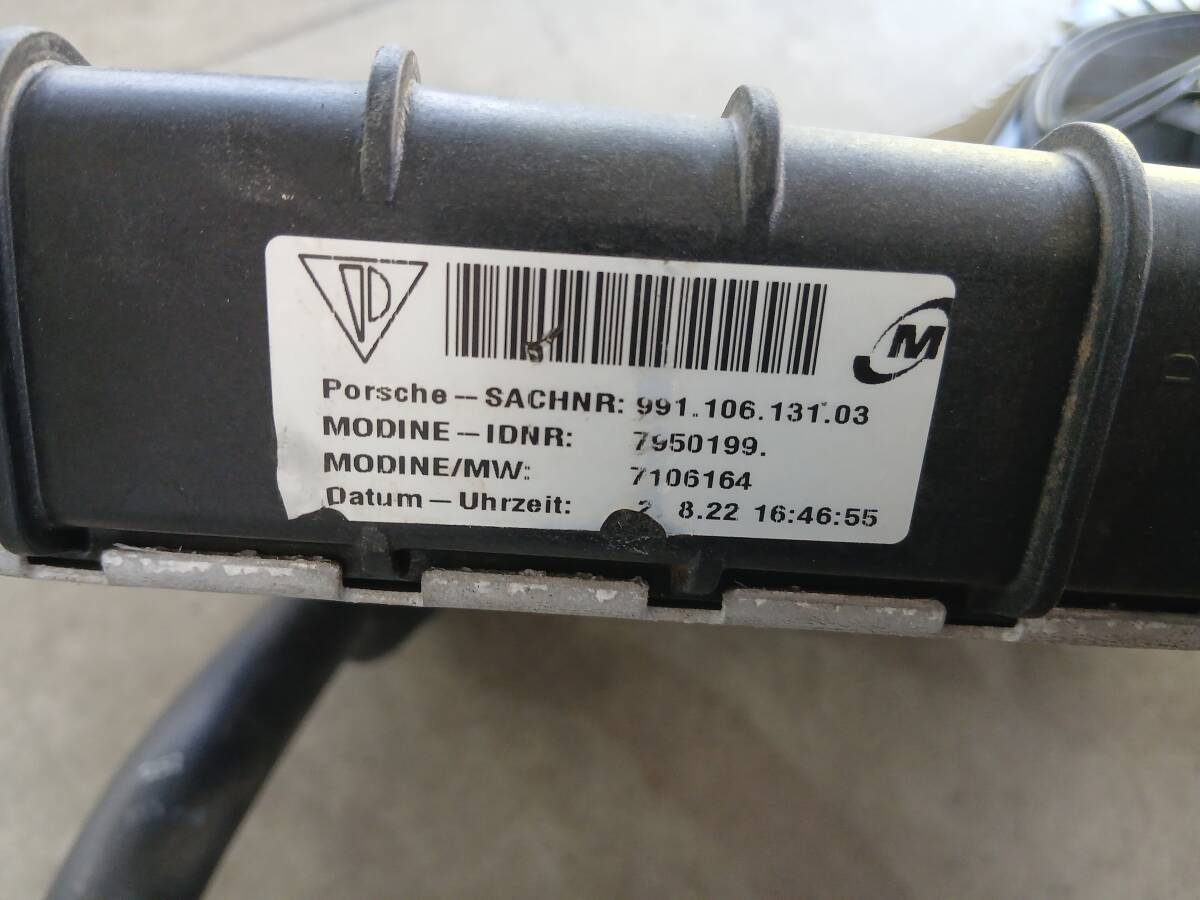 M
Porsche – SACHNR: 991.106.131.03
MODINE – IDNR: 7950199.
MODINE/MW: 7106164
Datum – Uhrzeit: 8.22 16:46:55